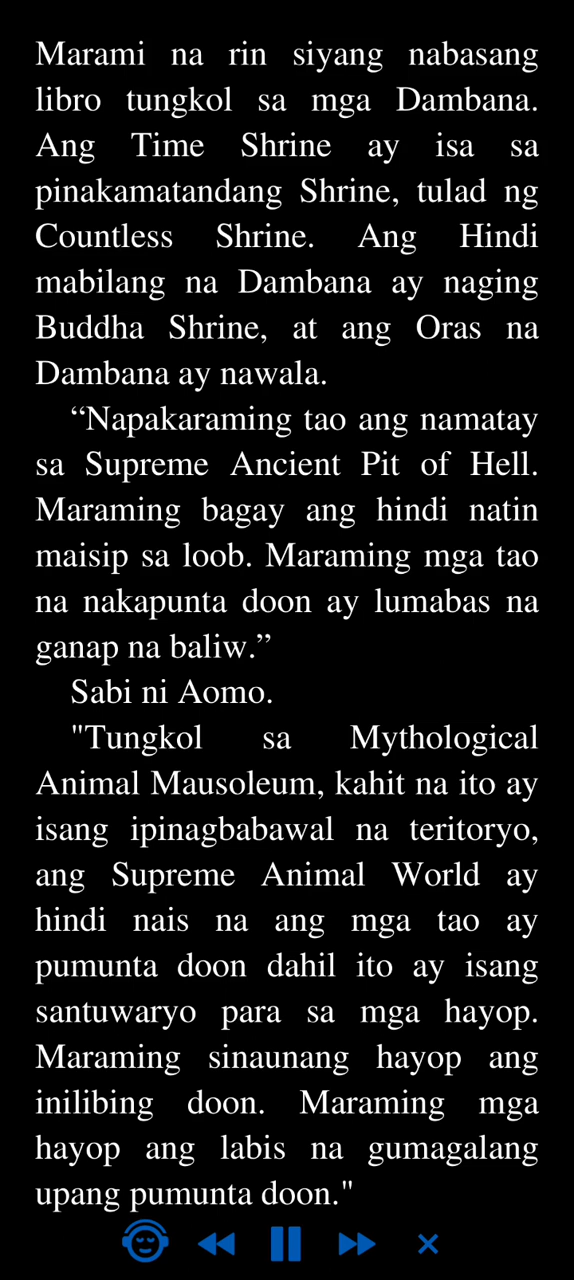 Marami na rin siyang nabasang
libro tungkol sa mga Dambana.
Ang Time Shrine ay isa sa
pinakamatandang Shrine, tulad ng
Countless Shrine. Ang Hindi
mabilang na Dambana ay naging
Buddha Shrine, at ang Oras na
Dambana ay nawala.
“Napakaraming tao ang namatay
sa Supreme Ancient Pit of Hell.
Maraming bagay ang hindi natin
maisip sa loob. Maraming mga tao
na nakapunta doon ay lumabas na
ganap na baliw.”
Sabi ni Aomo.
"Tungkol sa Mythological
Animal Mausoleum, kahit na ito ay
isang ipinagbabawal na teritoryo,
ang Supreme Animal World ay
hindi nais na ang mga tao ay
pumunta doon dahil ito ay isang
santuwaryo para sa mga hayop.
Maraming sinaunang hayop ang
inilibing doon. Maraming mga
hayop ang labis na gumagalang
upang pumunta doon."